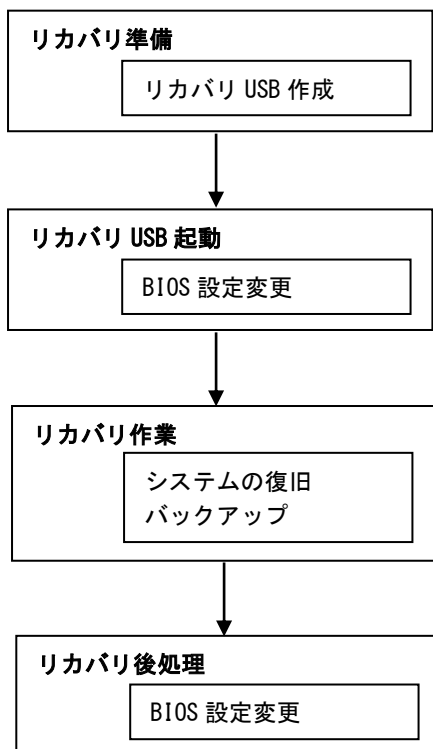 リカバリ準備
リカバリ USB 作成
リカバリ USB 起動
BIOS 設定変更
リカバリ作業
システムの復旧
バックアップ
リカバリ後処理
BIOS 設定変更